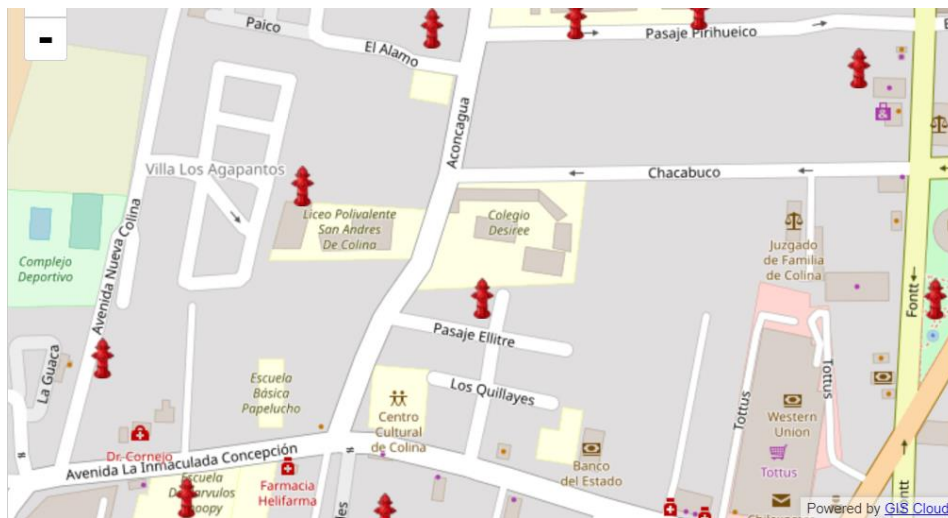 -
Paico
El Alamo
Pasaje Pirihueico
Aconcagua
Villa Los Agapantos
Chacabuco
Liceo Polivalente
San Andres
De Colina
Colegio
Desiree
Juzgado
de Familia
de Colina
Complejo
Deportivo
Avenida Nueva Colina
Fontt
Pasaje Ellitre
La Guaca
Los Quillayes
Escuela
Básica
Papelucho
Centro
Cultural
de Colina
Tottus
Tottus
Western
Union
Dr. Cornejo
Avenida La Inmaculada Concepción
Banco
del Estado
Tottus
Farmacia
Helifarma
Escuela
Fontt
Powered by GIS Cloud